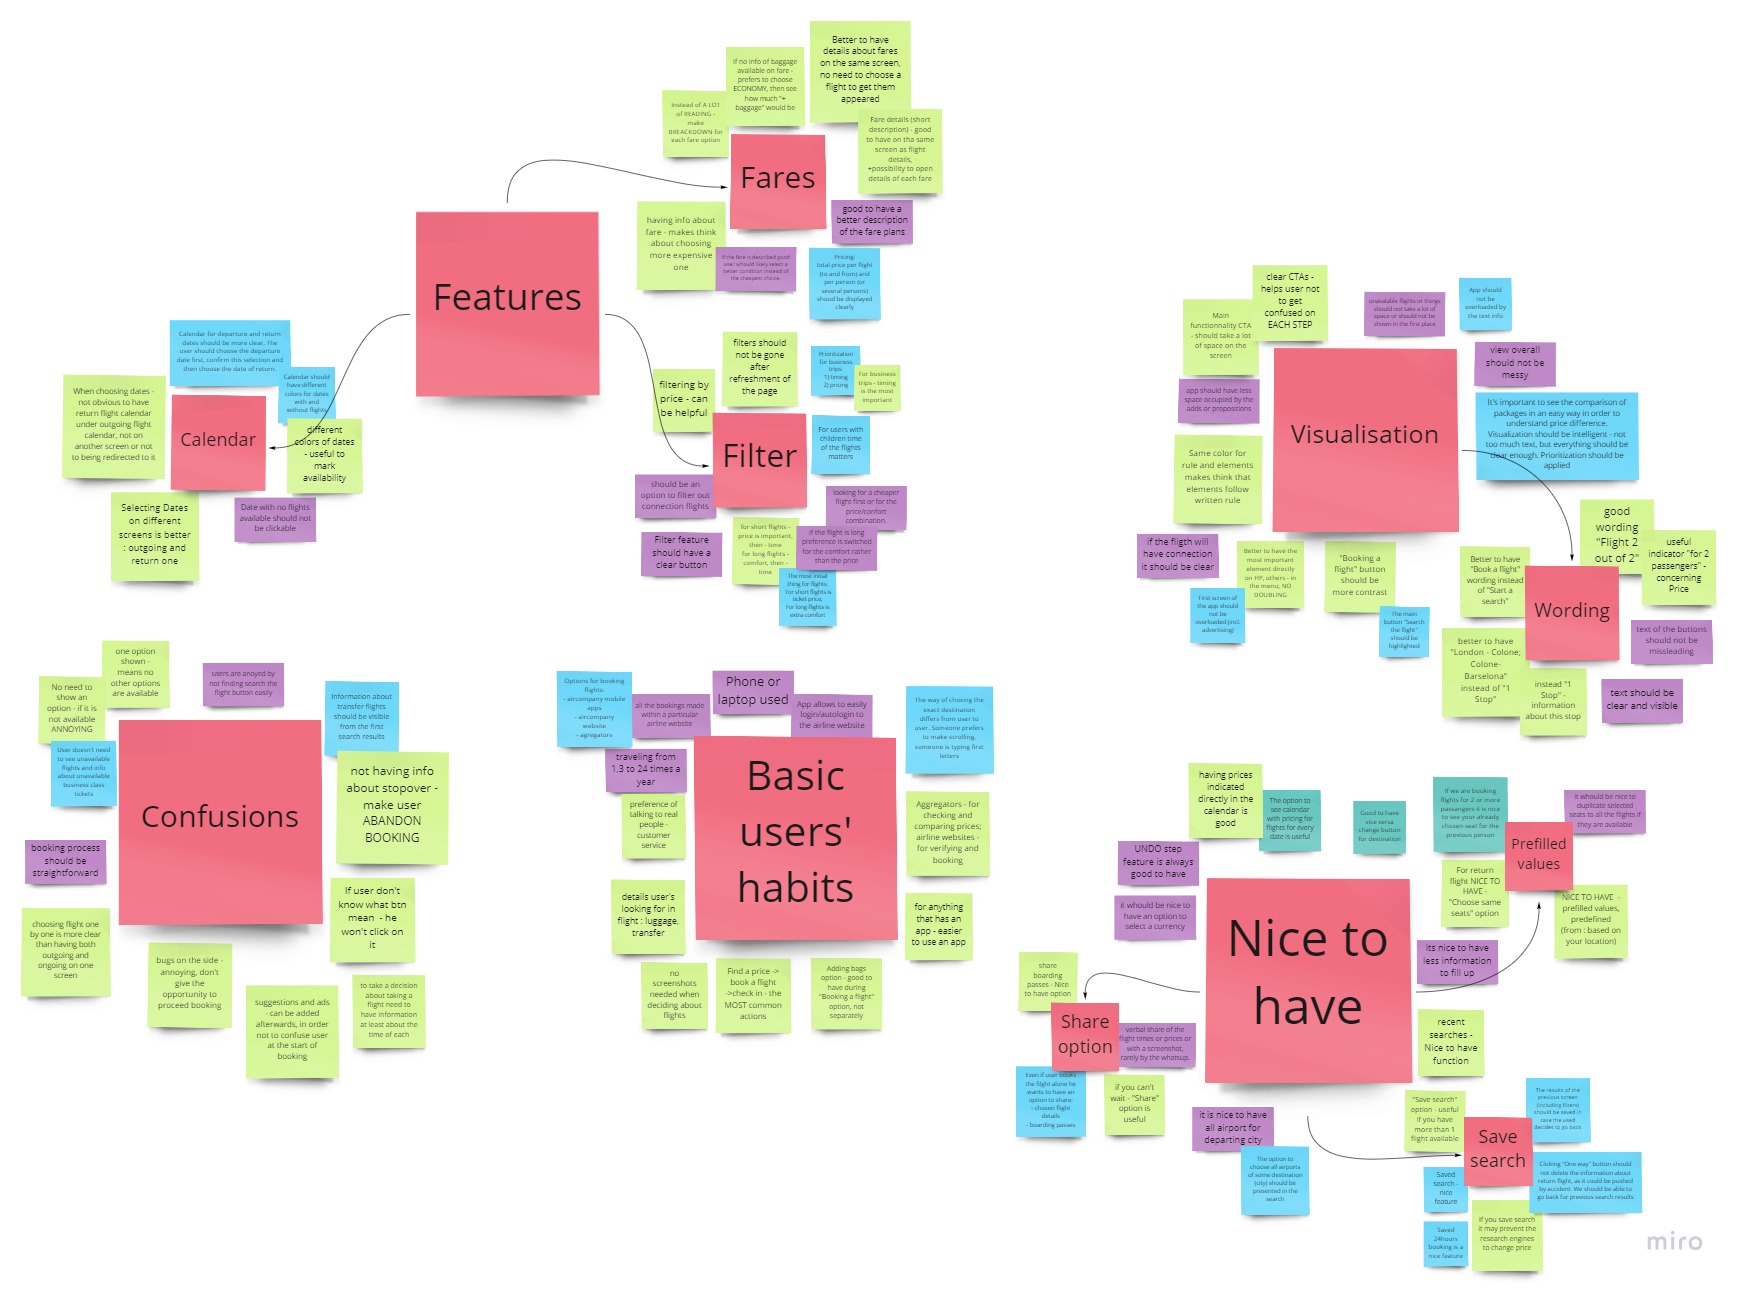 Features
Fares
Instead of A LOT
of READING -
make
BREACKDOWN for
each fare option
if no info of baggage
available on fare -
prefers to choose
ECONOMY, then see
how much "+
baggage" would be
Better to have
details about fares
on the same screen,
no need to choose a
flight to get them
appeared
Fare details (short
description) - good
to have on tha same
screen as flight
details,
+possibility to open
details of each fare
having info about
fare - makes think
about choosing
more expensive
one
good to have a
better description
of the fare plans
If the fare is described good
user whould likely select a
better condition instead of
the cheapest choice.
Pricing:
total price per flight
(to and from) and
per person (or
several persons)
shoud be displayed
clearly
Calendar
Calendar for departure and return
dates should be more clear. The
user should choose the departure
date first, confirm this selection and
then choose the date of return.
Calendar should
have different
colors for dates
with and
without flights
When choosing dates -
not obvious to have
return flight calendar
under outgoing flight
calendar, not on
another screen or not
to being redirected to it
different
colors of dates
- useful to
mark
availability
Selecting Dates
on different
screens is better
: outgoing and
return one
Date with no flights
available should not
be clickable
Filter
filtering by
price - can
be helpful
filters should
not be gone
after
refreshment of
the page
Prioritization
for business
trips:
1) timing
2) pricing
For business
trips - timing
is the most
important
For users with
children time of
the flights
matters
should be an
option to filter out
connection flights
Filter feature
should have a
clear button
looking for a cheaper
flight first or for the
price/confort
combination.
for short flights -
price is important,
then - time
for long flights -
comfort, then -
time
If the flight is long
preference is switched
for the comfort rather
than the price
The most initial
thing for flights:
For short flights is
ticket price,
For long flights is
extra comfort
Visualisation
Main
functionnality CTA
- should take a lot
of space on the
screen
clear CTAs -
helps user not
to get
confused on
EACH STEP
unavalable flights or things
should not take a lot of
space or should not be
shown in the first place
App should
not be
overloaded by
the text info
view overall
should not be
messy
app should have less
space occupied by the
adds or propositions
It's important to see the comparison of
packages in an easy way in order to
understand price difference.
Visualization should be intelligent - not
too much text, but everything should be
clear enough. Prioritization should be
applied
Same color for
rule and elements
makes think that
elements follow
written rule
if the fligth will
have connection
it should be clear
Better to have the
most important
element directly
on HP, others - in
the menu, NO
DOUBLING
"Booking a
flight" button
should be
more contrast
First screen of
the app should
not be
overloaded (incl.
advertising)
The main
button "Search
the flight"
should be
highlighted
Wording
good
wording
"Flight 2
out of 2"
useful
indicator "for 2
passengers" -
concerning
Price
Better to have
"Book a flight"
wording instead
of "Start a
search"
text of the buttons
should not be
misleading
better to have
"London - Colone;
Colone-
Barselona"
instead of "1
Stop"
instead "1
Stop" -
information
about this stop
text should be
clear and visible
Confusions
one option
shown -
means no
other options
are available
No need to
show an
option - if it is
not available
ANNOYING
users are anoyed by
not finding search the
flight button easily
Information about
transfer flights
should be visible
from the first
search results
User doesn't need
to see unavailable
flights and info
about unavailable
business class
tickets
not having info
about stopover -
make user
ABANDON
BOOKING
booking process
should be
straightforward
If user don't
know what btn
mean - he
won't click on
it
choosing flight one
by one is more clear
than having both
outgoing and
ongoing on one
screen
bugs on the side -
annoying, don't
give the
opportunity to
proceed booking
suggestions and ads
- can be added
afterwards, in order
not to confuse user
at the start of
booking
to take a decision
about taking a
flight need to
have information
at least about the
time of each
Basic
users'
habits
Options for booking
flights:
- aircompany mobile
apps
- aircompany
website
- agregators
all the bookings made
within a particular
airline website
Phone or
laptop used
App allows to easily
login/autologin to
the airline website
The way of chosing the
exact destination
differs from user to
user. Someone prefers
to make scrolling,
someone is typing first
letters
traveling from
1,3 to 24 times a
year
preference of
talking to real
people -
customer
service
Aggregators - for
checking and
comparing prices;
airline websites -
for verifying and
booking
details user's
looking for in
flight : luggage,
transfer
for anything
that has an
app - easier
to use an app
no
screenshots
needed when
deciding about
flights
Find a price ->
book a flight
->check in - the
MOST common
actions
Adding bags
option - good to
have during
"Booking a flight"
option, not
separately
Nice to
have
having prices
indicated
directly in the
calendar is
good
The option to
see calendar
with pricing for
flights for every
date is useful
Good to have
vice versa
change button
for destination
UNDO step
feature is always
good to have
it whould be nice to
have an option to
select a currency
its nice to have
less information
to fill up
recent
searches -
Nice to have
function
it is nice to have
all airport for
departing city
The option to
choose all airports
of some destination
(city) should be
presented in the
search
Prefilled
values
If we are booking
flights for 2 or more
passangers it is nice
to see your already
chosen seat for the
previous person
it whould be nice to
duplicate selected
seats to all the flights if
they are available
For return
flight NICE TO
HAVE -
"Choose same
seats" option
NICE TO HAVE -
prefilled values,
predefined
(from : based on
your location)
Share
option
share
boarding
passes - Nice
to have option
verbal share of the
flight times or prices or
with a screenshot,
rarely by the whatsup.
Even if user books
the flight alone he
wants to have an
option to share:
- chosen flight
details
- boarding passes
if you can't
wait - "Share"
option is
useful
Save
search
"Save search"
option - useful
if you have
more than 1
flight available
The results of the
previous screen
(including filters)
should be saved in
case the used
decides to go back
Saved
search -
nice
feature
Clicking "One way" button should
not delete the information about
return flight, as it could be pushed
by accident. We should be able to
go back for previous search results
Saved
24hours
booking is a
nice feature
If you save search
it may prevent the
research engines
to change price
miro